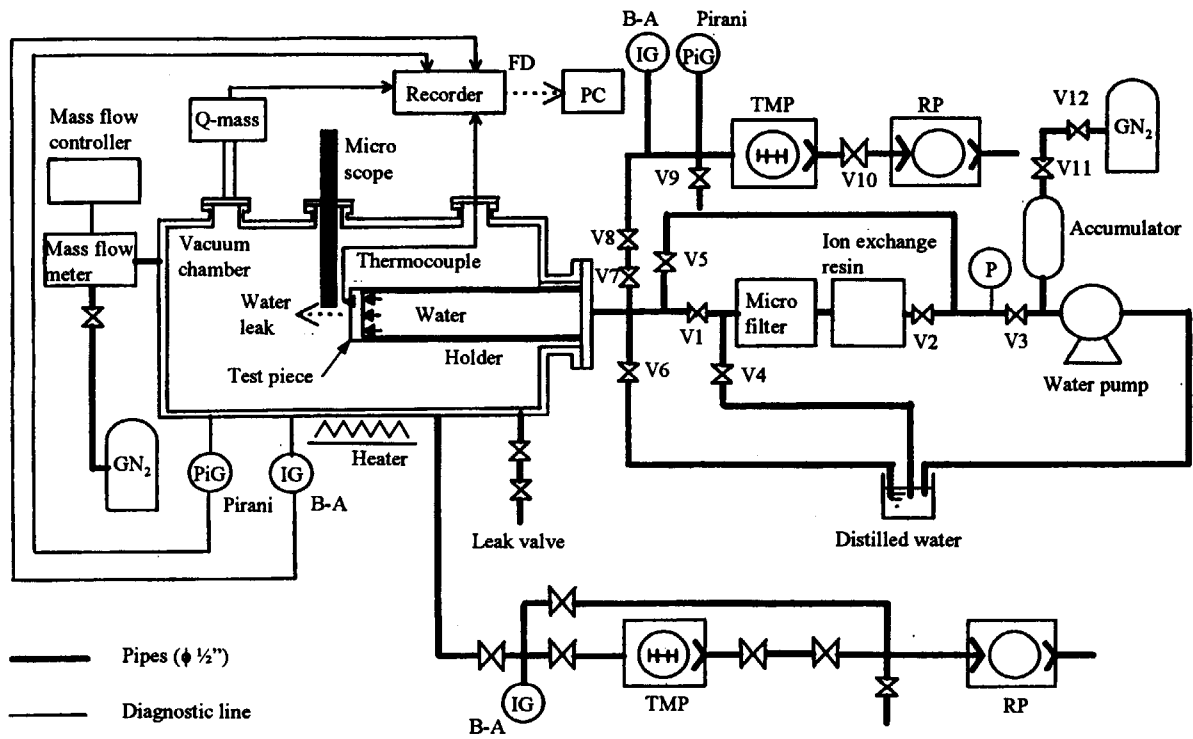 B-A
Pirani
IG
PiG
FD
Recorder
PC
TMP
RP
V12
GN2
Mass flow
controller
Q-mass
Micro
scope
V9
V10
V11
Accumulator
Mass flow
meter
Vacuum
chamber
Thermocouple
V8
V7
V5
Ion exchange
resin
P
Water
leak
Water
Micro
filter
V1
V2
V3
Holder
Test piece
V6
V4
Water pump
GN2
PiG
Pirani
IG
B-A
Heater
Leak valve
Distilled water
Pipes (ϕ ½”)
Diagnostic line
IG
B-A
TMP
RP